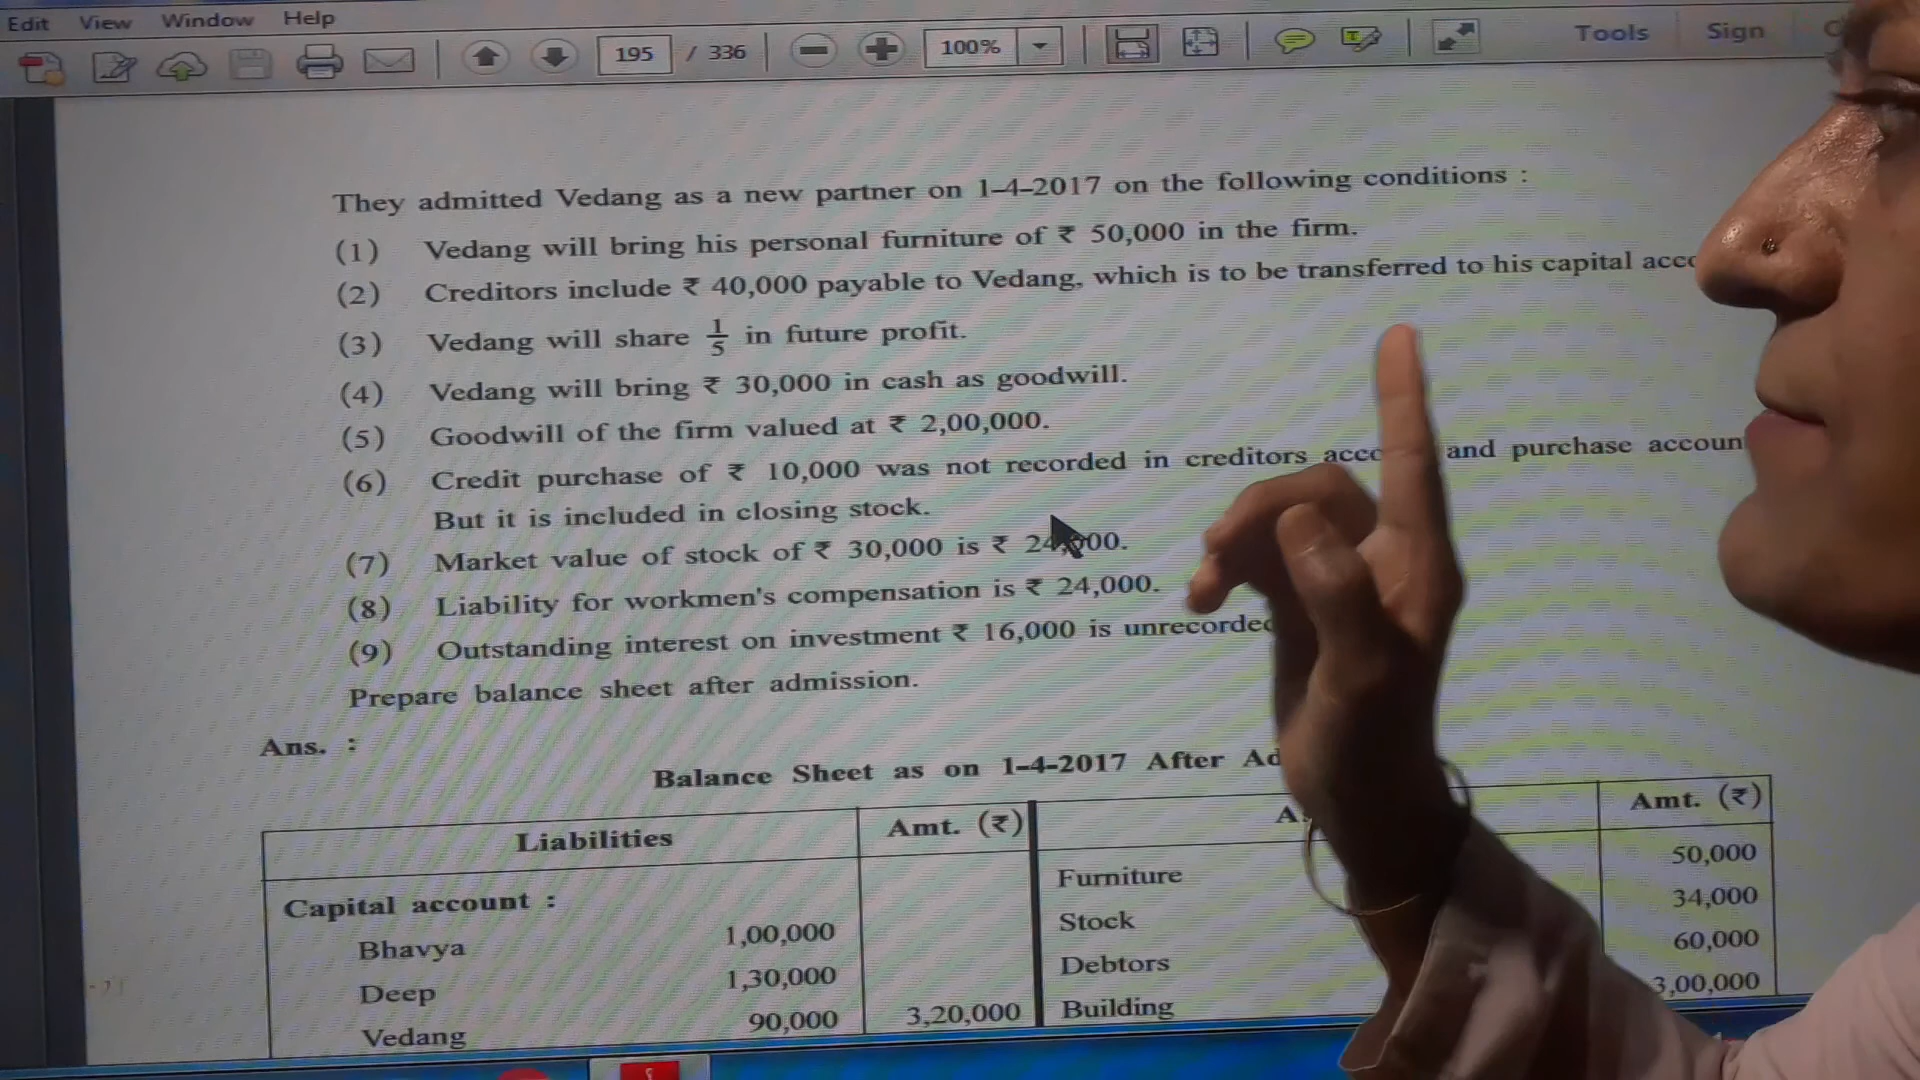 Edit View Window Help
195 / 336 100% Tools Sign
They admitted Vedang as a new partner on 1-4-2017 on the following conditions :
(1) Vedang will bring his personal furniture of ₹ 50,000 in the firm.
(2) Creditors include ₹ 40,000 payable to Vedang, which is to be transferred to his capital
(3) Vedang will share 1/5 in future profit.
(4) Vedang will bring ₹ 30,000 in cash as goodwill.
(5) Goodwill of the firm valued at ₹ 2,00,000.
(6) Credit purchase of ₹ 10,000 was not recorded in creditors and purchase accoun
But it is included in closing stock.
(7) Market value of stock of ₹ 30,000 is ₹
(8) Liability for workmen's compensation is ₹ 24,000.
(9) Outstanding interest on investment ₹ 16,000 is unrecorded
Prepare balance sheet after admission.
Ans. :
Balance Sheet as on 1-4-2017 After Ad
Liabilities Amt. (₹) A Amt. (₹)
Capital account : Furniture 50,000
Bhavya 1,00,000 Stock 34,000
Deep 1,30,000 Debtors 60,000
Vedang 90,000 3,20,000 Building 3,00,000